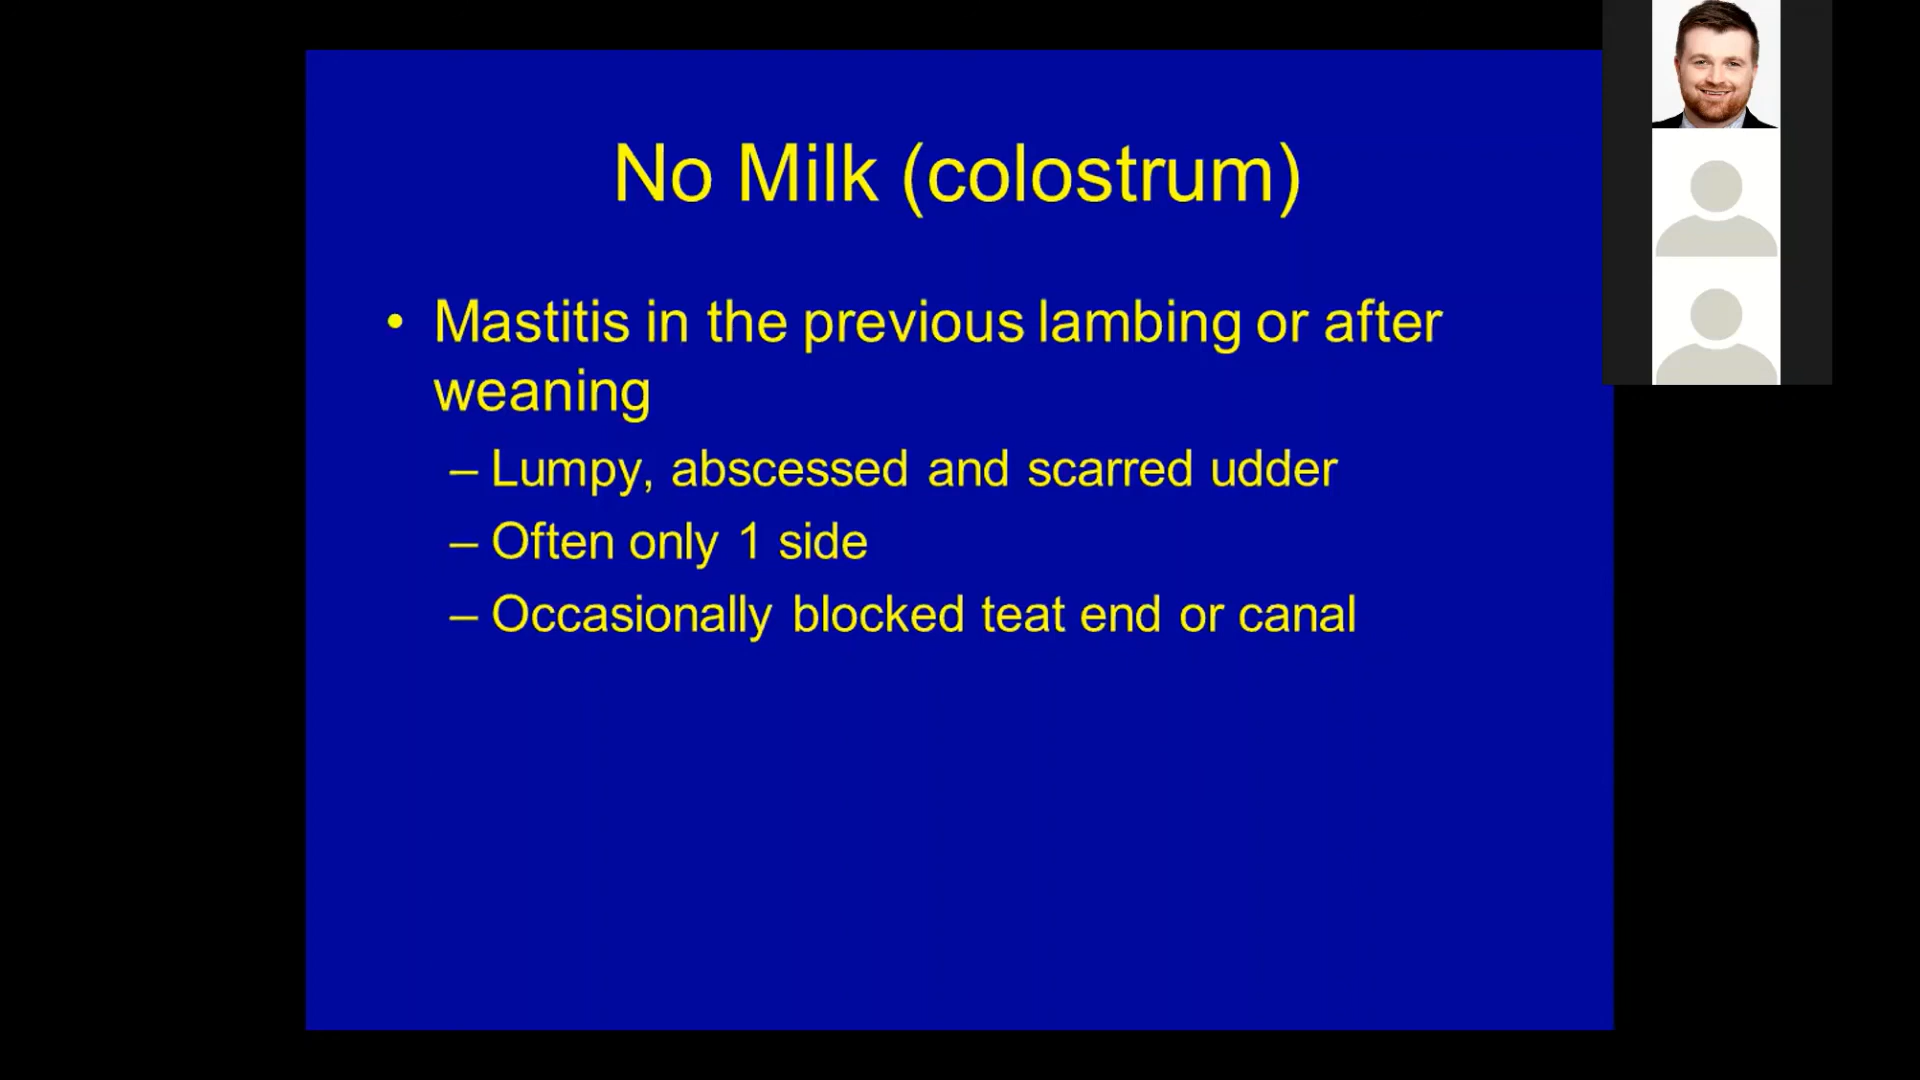 No Milk (colostrum)
• Mastitis in the previous lambing or after
weaning
– Lumpy, abscessed and scarred udder
– Often only 1 side
– Occasionally blocked teat end or canal